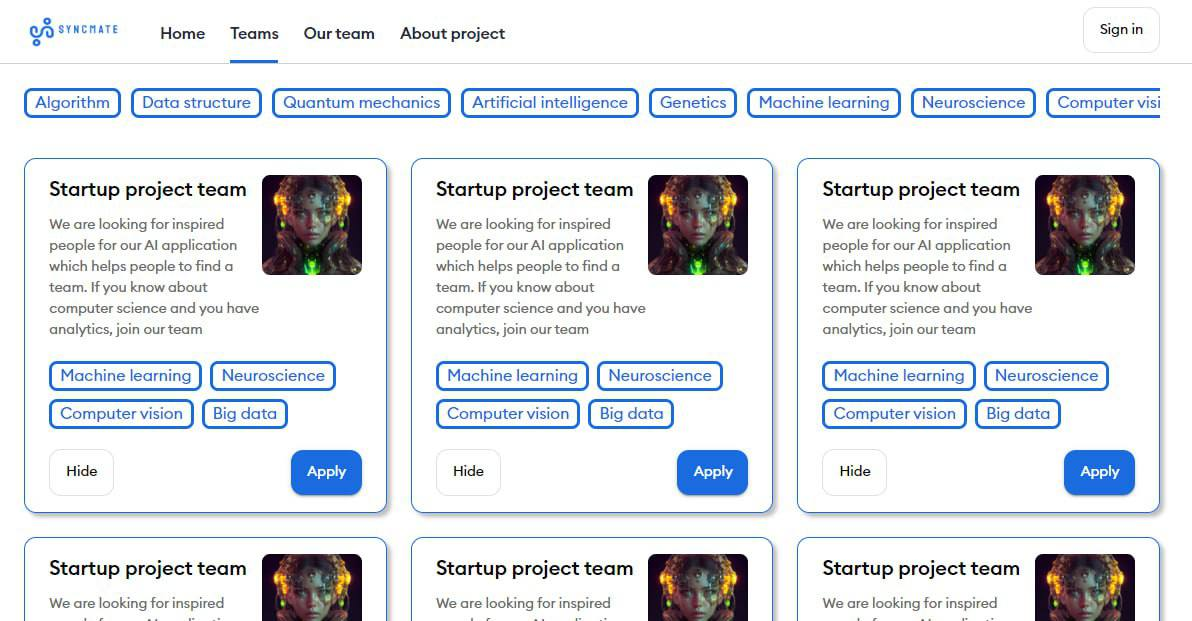 SYNCMATE
Home Teams Our team About project
Sign in
Algorithm Data structure Quantum mechanics Artificial intelligence Genetics Machine learning Neuroscience Computer visi
Startup project team
We are looking for inspired
people for our AI application
which helps people to find a
team. If you know about
computer science and you have
analytics, join our team
Machine learning Neuroscience
Computer vision Big data
Hide Apply
Startup project team
We are looking for inspired
people for our AI application
which helps people to find a
team. If you know about
computer science and you have
analytics, join our team
Machine learning Neuroscience
Computer vision Big data
Hide Apply
Startup project team
We are looking for inspired
people for our AI application
which helps people to find a
team. If you know about
computer science and you have
analytics, join our team
Machine learning Neuroscience
Computer vision Big data
Hide Apply
Startup project team
We are looking for inspired
Startup project team
We are looking for inspired
Startup project team
We are looking for inspired